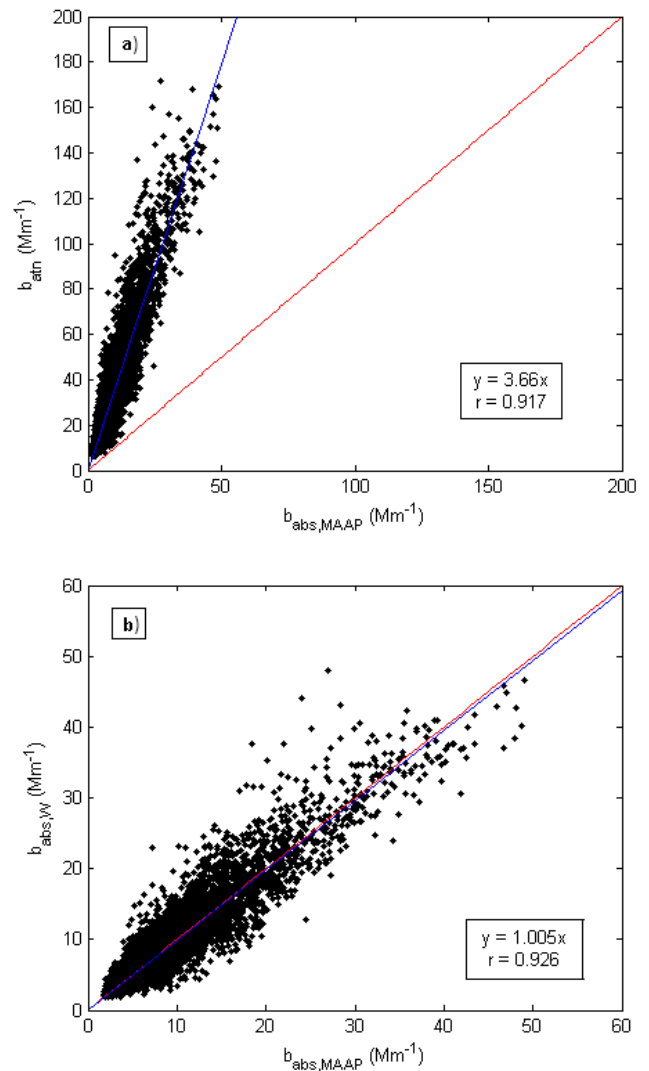 a)
200
180
160
140
120
100
80
60
40
20
0
b_atn (Mm⁻¹)
y = 3.66x
r = 0.917
0 50 100 150 200
b_abs,MAAP (Mm⁻¹)
b)
60
50
40
30
20
10
0
b_abs,W (Mm⁻¹)
y = 1.005x
r = 0.926
0 10 20 30 40 50 60
b_abs,MAAP (Mm⁻¹)